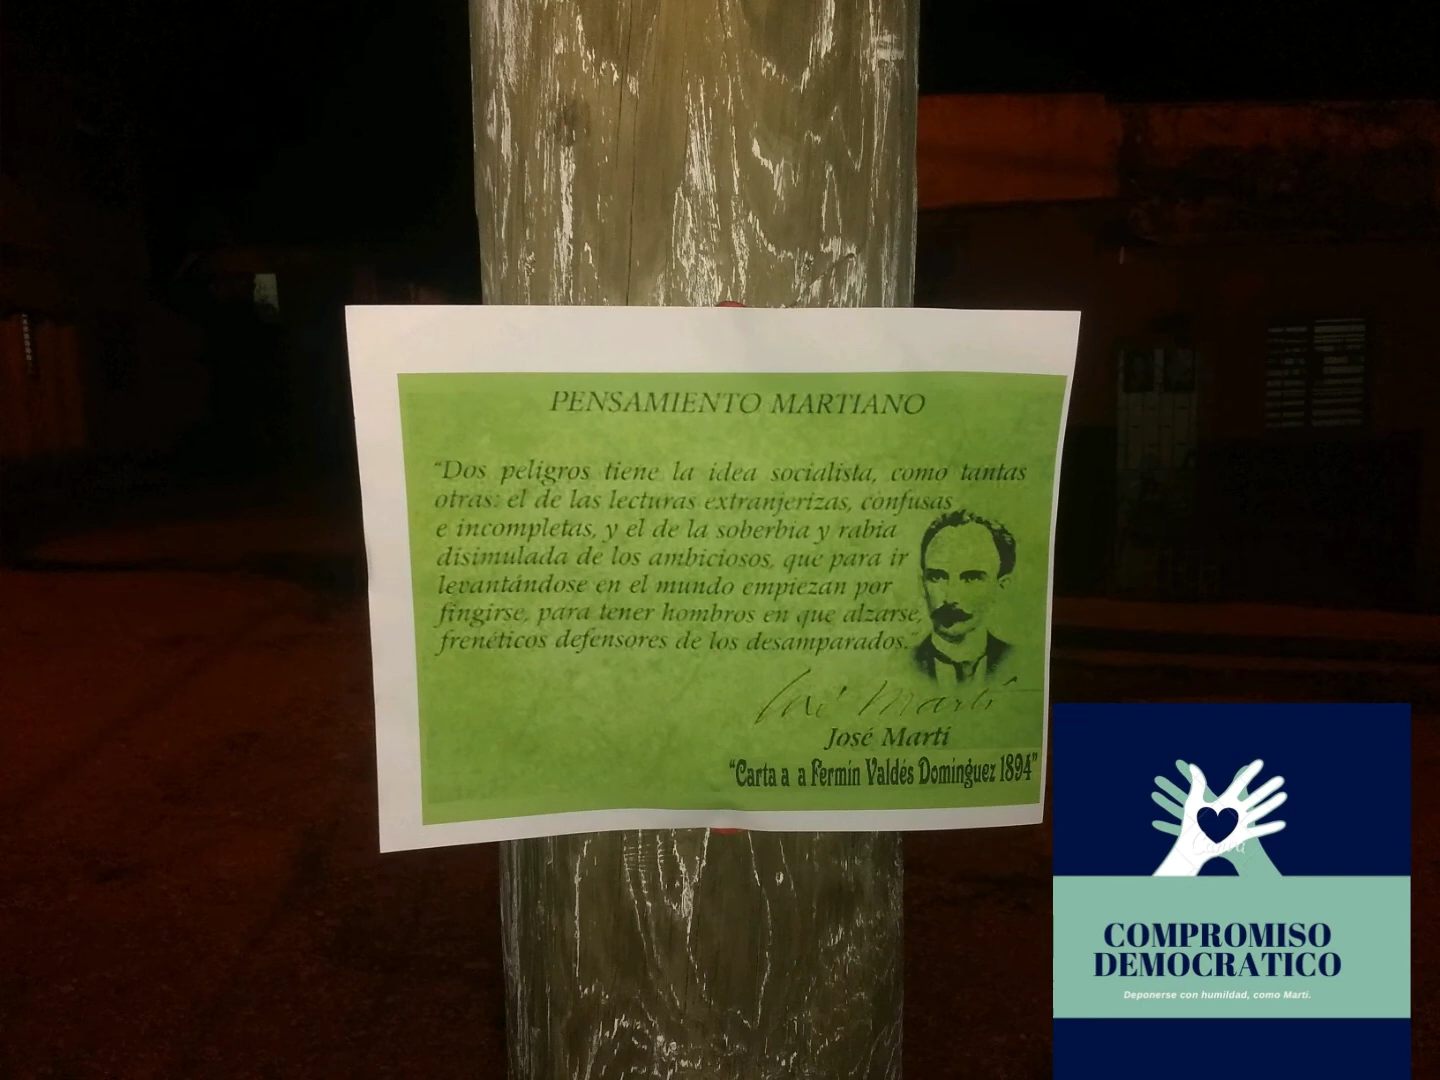 PENSAMIENTO MARTIANO
“Dos peligros tiene la idea socialista, como tantas
otras: el de las lecturas extranjerizas, confusas
e incompletas, y el de la soberbia y rabia
disimulada de los ambiciosos, que para ir
levantándose en el mundo empiezan por
fingirse, para tener hombros en que alzarse,
frenéticos defensores de los desamparados.”
José Martí
José Martí
“Carta a a Fermín Valdés Domínguez 1894”
Canva
COMPROMISO
DEMOCRATICO
Deponerse con humildad, como Martí.